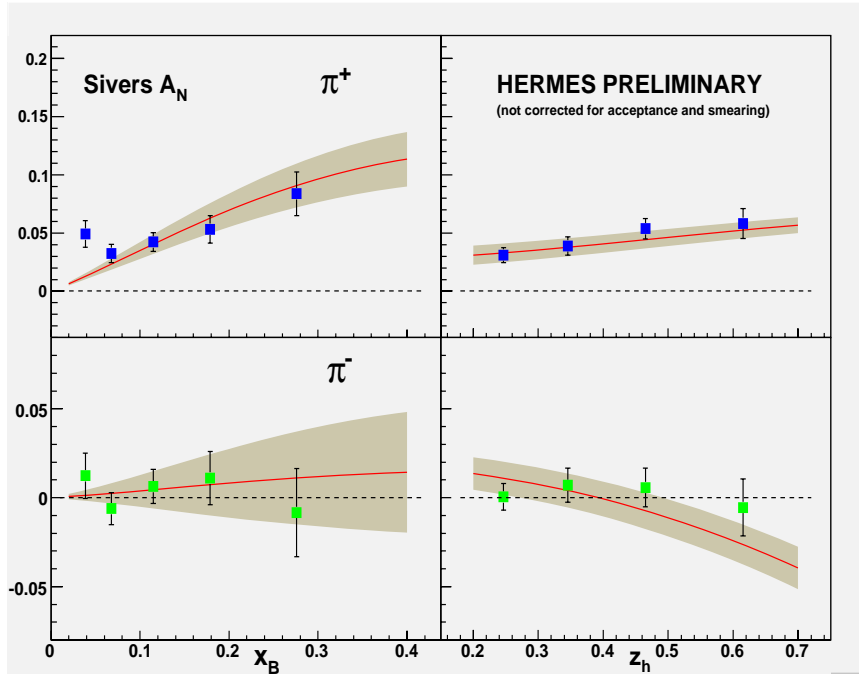 Sivers A_N
π⁺
HERMES PRELIMINARY
(not corrected for acceptance and smearing)
0.2
0.15
0.1
0.05
0
π⁻
0.05
0
-0.05
0 0.1 0.2 0.3 0.4
x_B
0.2 0.3 0.4 0.5 0.6 0.7
z_h